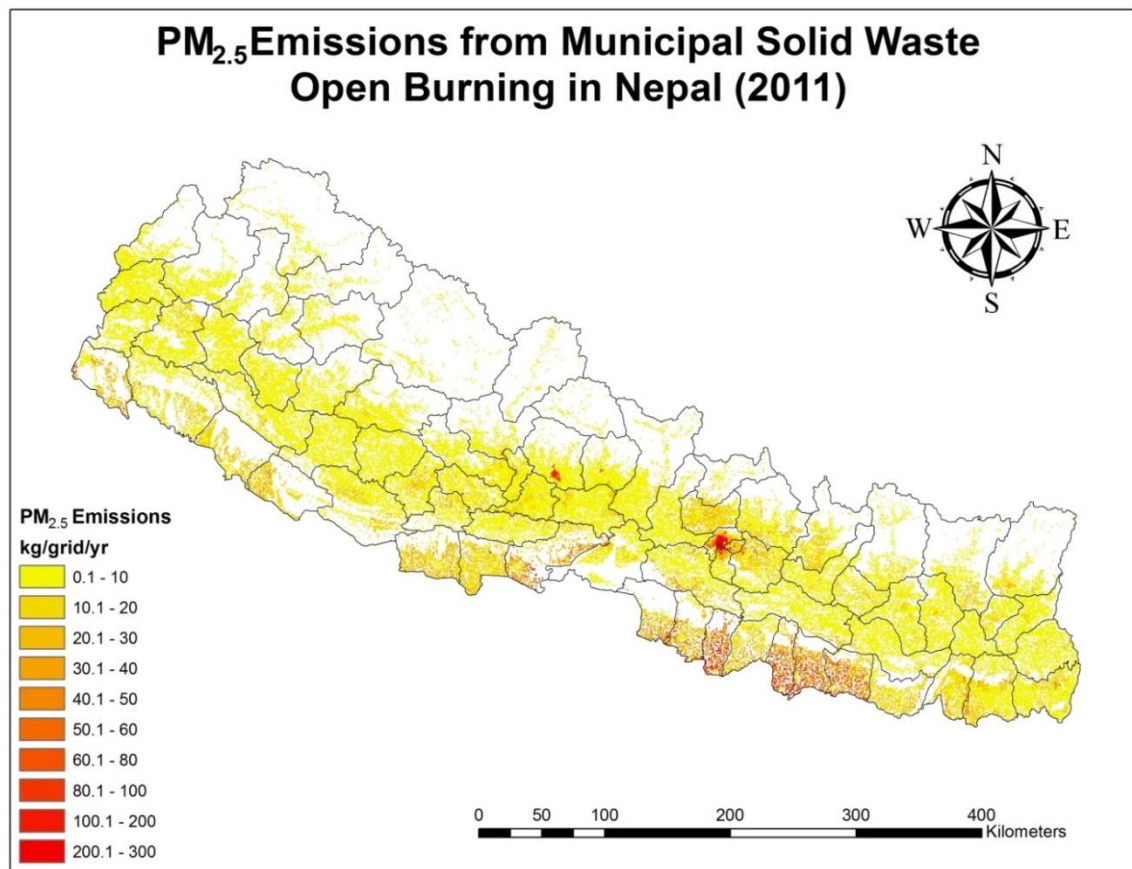 PM2.5 Emissions from Municipal Solid Waste
Open Burning in Nepal (2011)
N
W E
S
PM2.5 Emissions
kg/grid/yr
0.1 - 10
10.1 - 20
20.1 - 30
30.1 - 40
40.1 - 50
50.1 - 60
60.1 - 80
80.1 - 100
100.1 - 200
200.1 - 300
0 50 100 200 300 400
Kilometers